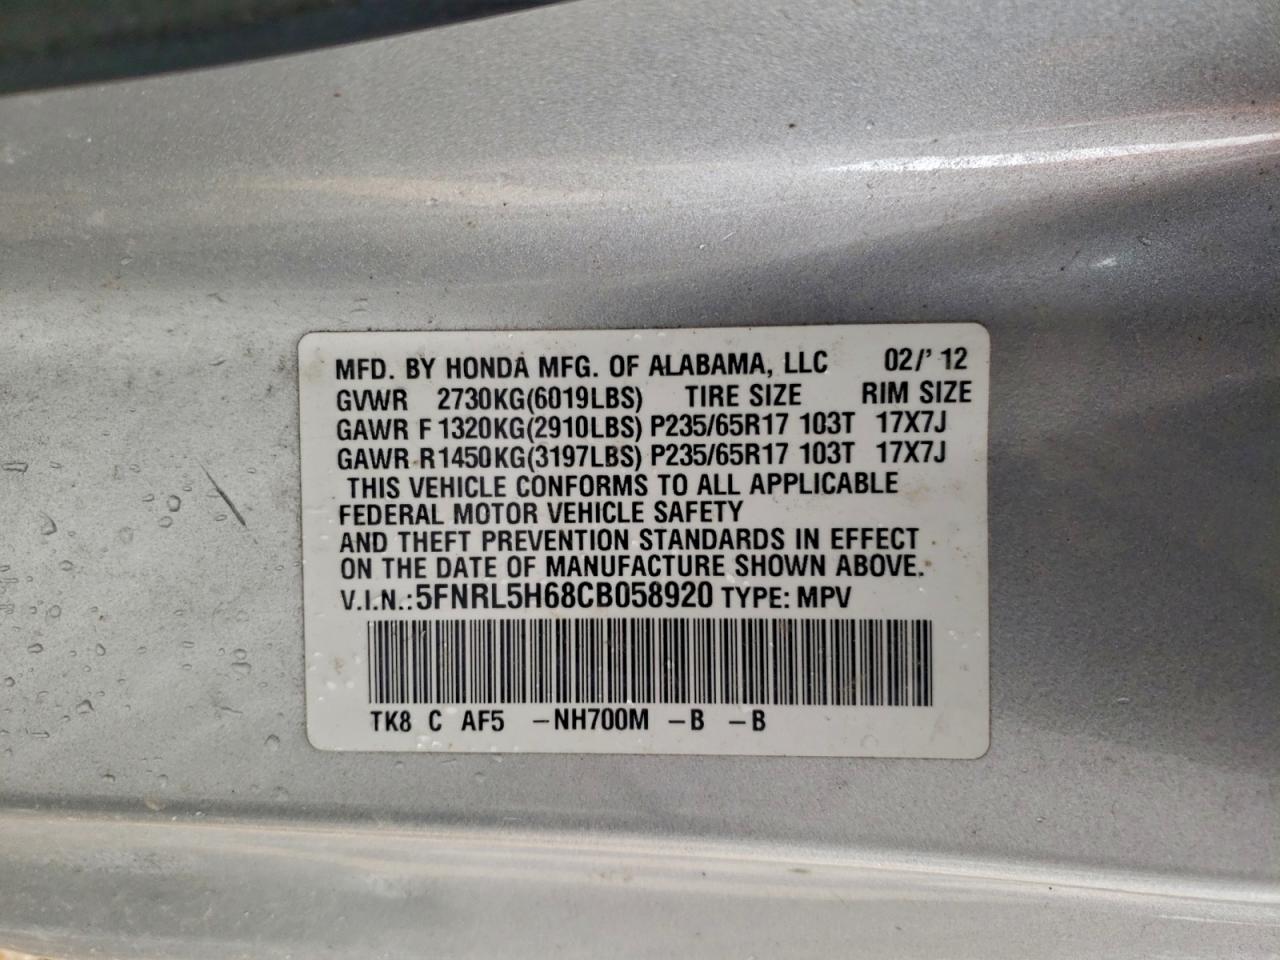 MFD. BY HONDA MFG. OF ALABAMA, LLC 02/' 12
GVWR 2730KG(6019LBS) TIRE SIZE RIM SIZE
GAWR F 1320KG(2910LBS) P235/65R17 103T 17X7J
GAWR R1450KG(3197LBS) P235/65R17 103T 17X7J
THIS VEHICLE CONFORMS TO ALL APPLICABLE
FEDERAL MOTOR VEHICLE SAFETY
AND THEFT PREVENTION STANDARDS IN EFFECT
ON THE DATE OF MANUFACTURE SHOWN ABOVE.
V.I.N.:5FNRL5H68CB058920 TYPE: MPV
TK8 C AF5 –NH700M –B –B